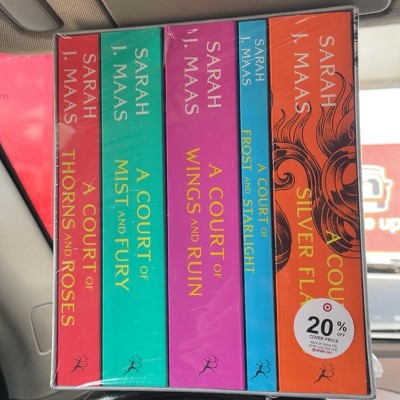 SARAH
J. MAAS
A COURT OF
THORNS AND ROSES
SARAH
J. MAAS
A COURT OF
MIST AND FURY
SARAH
J. MAAS
A COURT OF
WINGS AND RUIN
SARAH
J. MAAS
A COURT OF
FROST AND STARLIGHT
SARAH
J. MAAS
A COU
SILVER FLA
20% OFF
COVER PRICE